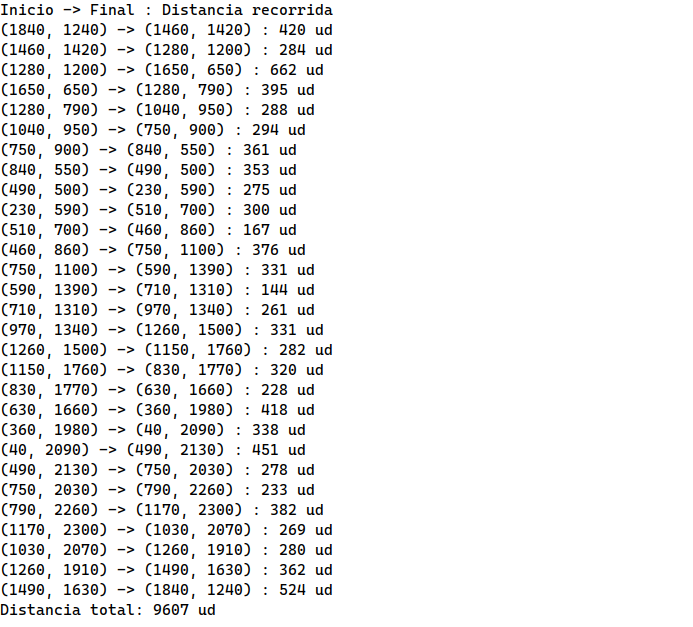 Inicio -> Final : Distancia recorrida
(1840, 1240) -> (1460, 1420) : 420 ud
(1460, 1420) -> (1280, 1200) : 284 ud
(1280, 1200) -> (1650, 650) : 662 ud
(1650, 650) -> (1280, 790) : 395 ud
(1280, 790) -> (1040, 950) : 288 ud
(1040, 950) -> (750, 900) : 294 ud
(750, 900) -> (840, 550) : 361 ud
(840, 550) -> (490, 500) : 353 ud
(490, 500) -> (230, 590) : 275 ud
(230, 590) -> (510, 700) : 300 ud
(510, 700) -> (460, 860) : 167 ud
(460, 860) -> (750, 1100) : 376 ud
(750, 1100) -> (590, 1390) : 331 ud
(590, 1390) -> (710, 1310) : 144 ud
(710, 1310) -> (970, 1340) : 261 ud
(970, 1340) -> (1260, 1500) : 331 ud
(1260, 1500) -> (1150, 1760) : 282 ud
(1150, 1760) -> (830, 1770) : 320 ud
(830, 1770) -> (630, 1660) : 228 ud
(630, 1660) -> (360, 1980) : 418 ud
(360, 1980) -> (40, 2090) : 338 ud
(40, 2090) -> (490, 2130) : 451 ud
(490, 2130) -> (750, 2030) : 278 ud
(750, 2030) -> (790, 2260) : 233 ud
(790, 2260) -> (1170, 2300) : 382 ud
(1170, 2300) -> (1030, 2070) : 269 ud
(1030, 2070) -> (1260, 1910) : 280 ud
(1260, 1910) -> (1490, 1630) : 362 ud
(1490, 1630) -> (1840, 1240) : 524 ud
Distancia total: 9607 ud